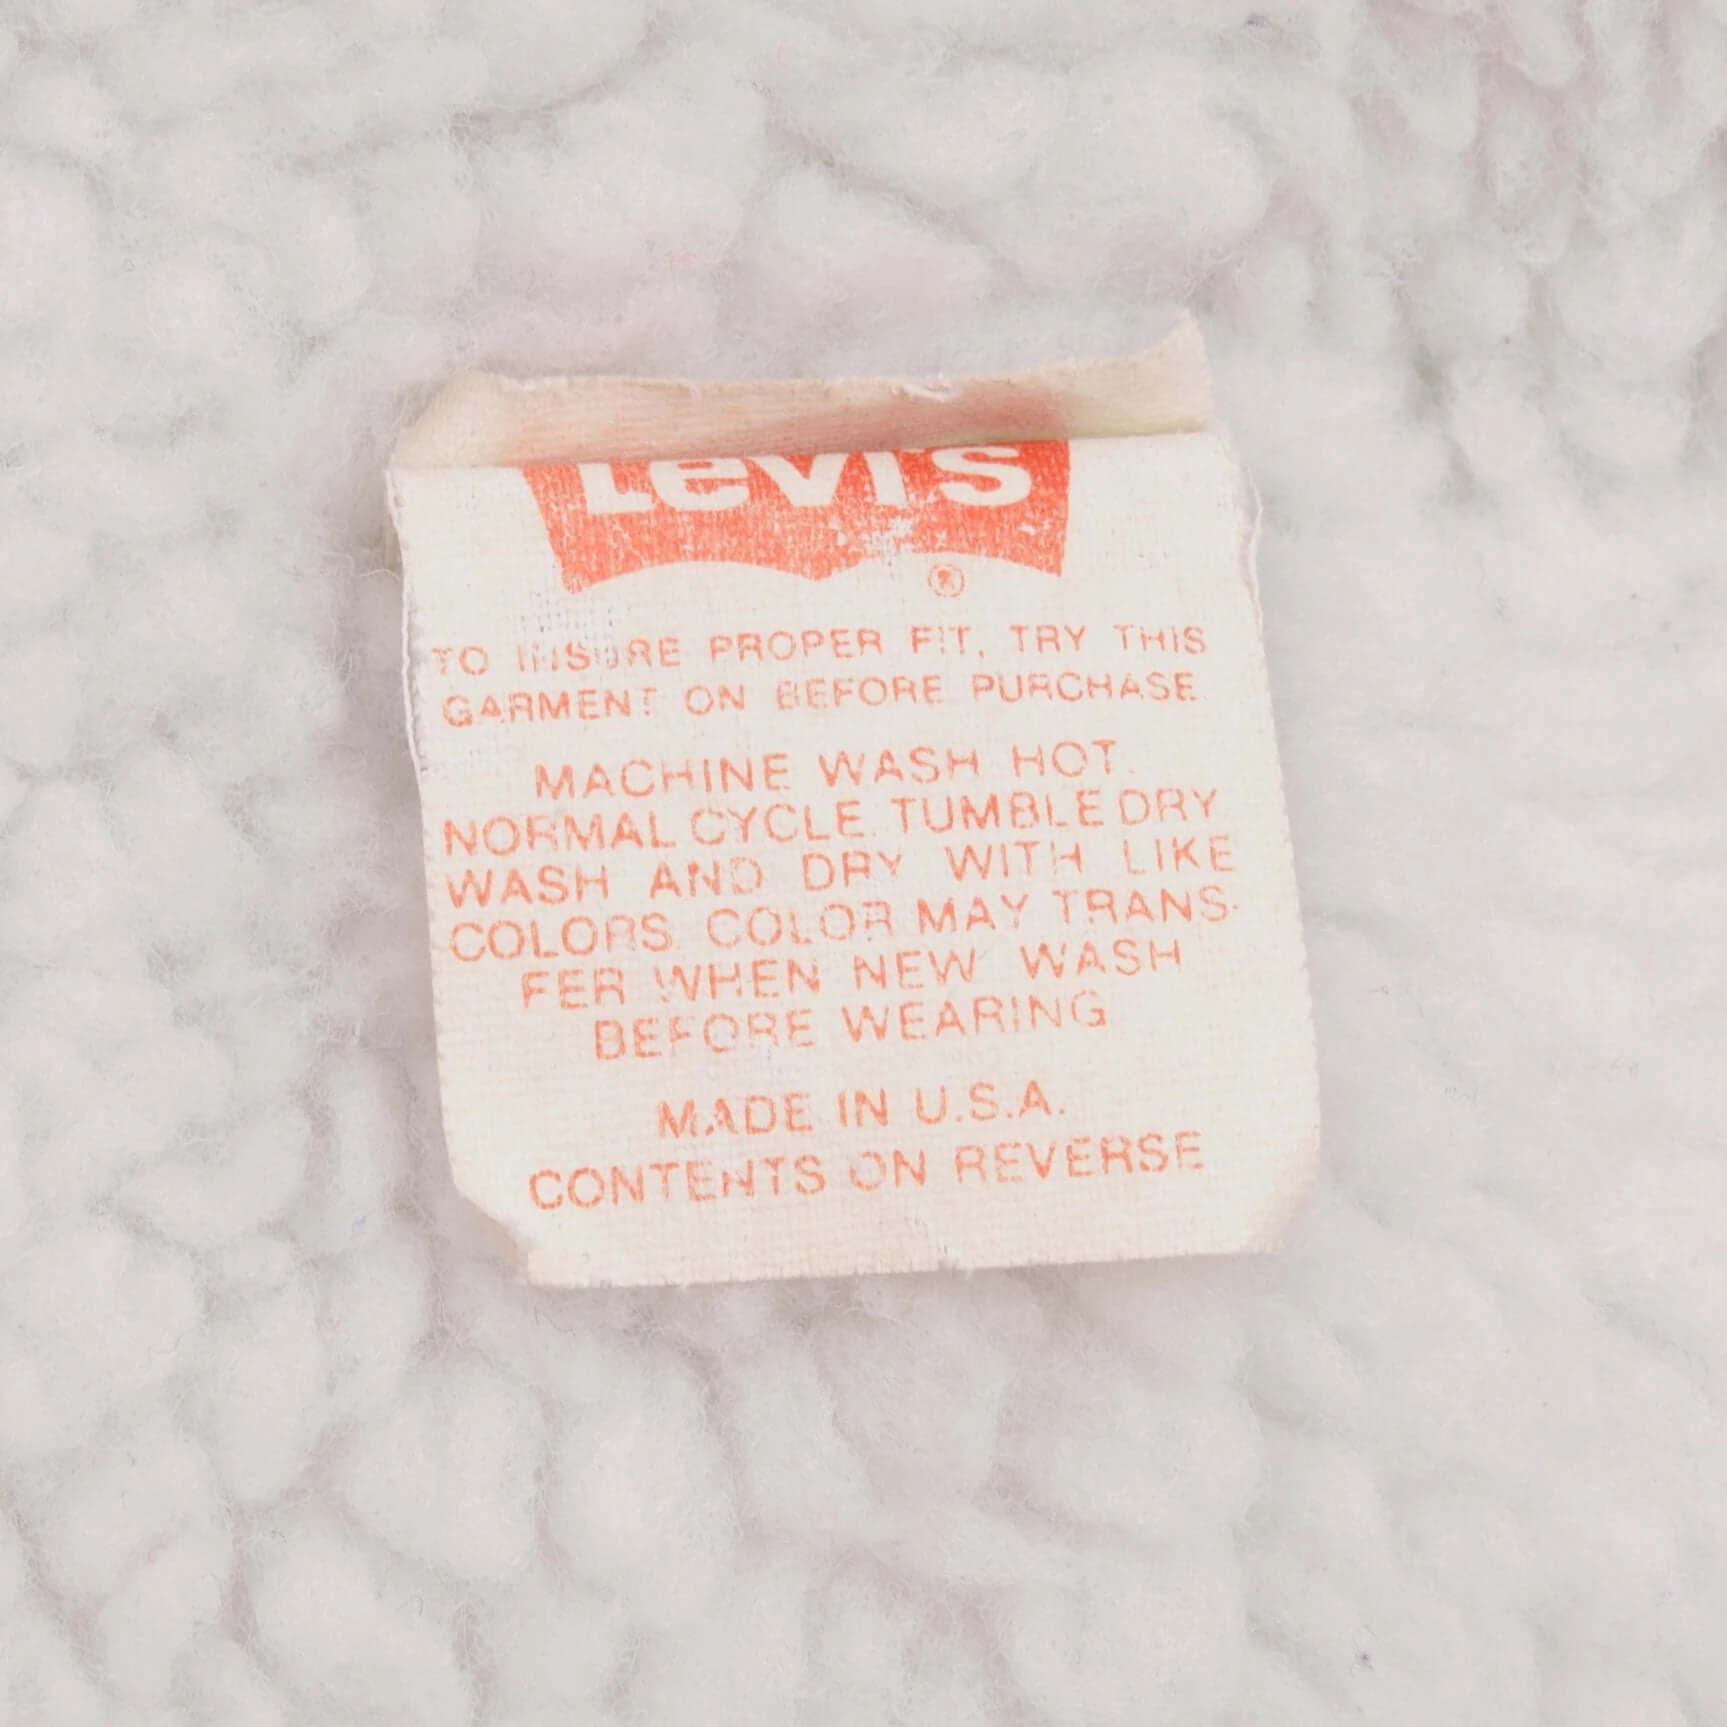 Levi's
®
TO INSURE PROPER FIT, TRY THIS
GARMENT ON BEFORE PURCHASE
MACHINE WASH HOT.
NORMAL CYCLE. TUMBLE DRY
WASH AND DRY WITH LIKE
COLORS. COLOR MAY TRANS-
FER WHEN NEW WASH
BEFORE WEARING
MADE IN U.S.A.
CONTENTS ON REVERSE